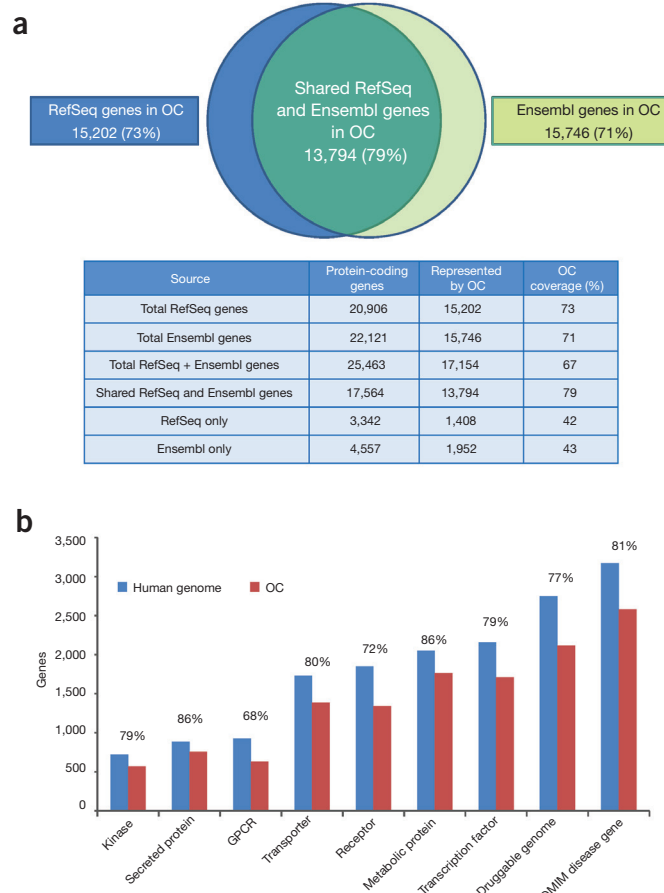 a
RefSeq genes in OC
15,202 (73%)
Shared RefSeq
and Ensembl genes
in OC
13,794 (79%)
Ensembl genes in OC
15,746 (71%)
Source Protein-coding genes Represented by OC OC coverage (%)
Total RefSeq genes 20,906 15,202 73
Total Ensembl genes 22,121 15,746 71
Total RefSeq + Ensembl genes 25,463 17,154 67
Shared RefSeq and Ensembl genes 17,564 13,794 79
RefSeq only 3,342 1,408 42
Ensembl only 4,557 1,952 43
b
Genes
3,500
3,000
2,500
2,000
1,500
1,000
500
0
Human genome
OC
79%
86%
68%
80%
72%
86%
79%
77%
81%
Kinase
Secreted protein
GPCR
Transporter
Receptor
Metabolic protein
Transcription factor
Druggable genome
disease gene